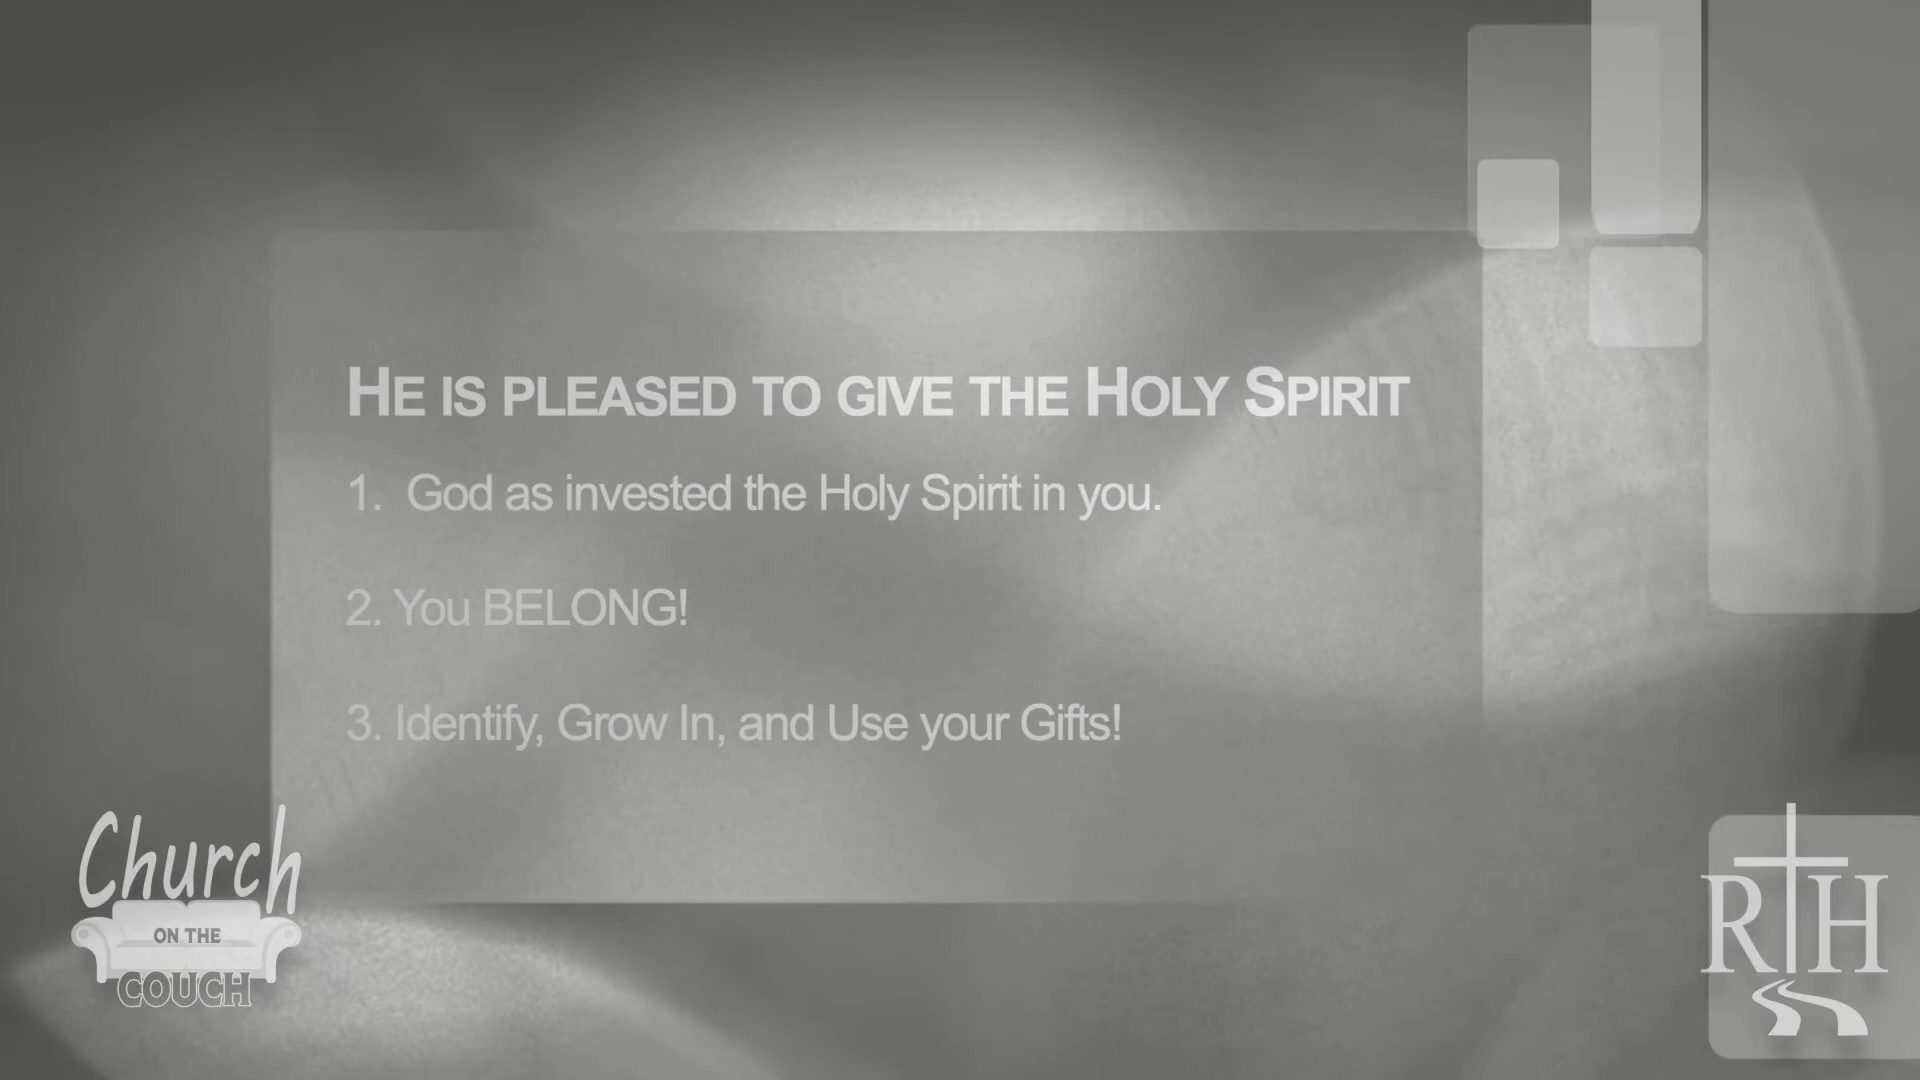 HE IS PLEASED TO GIVE THE HOLY SPIRIT
1. God as invested the Holy Spirit in you.
2. You BELONG!
3. Identify, Grow In, and Use your Gifts!
Church
ON THE
COUCH
RH